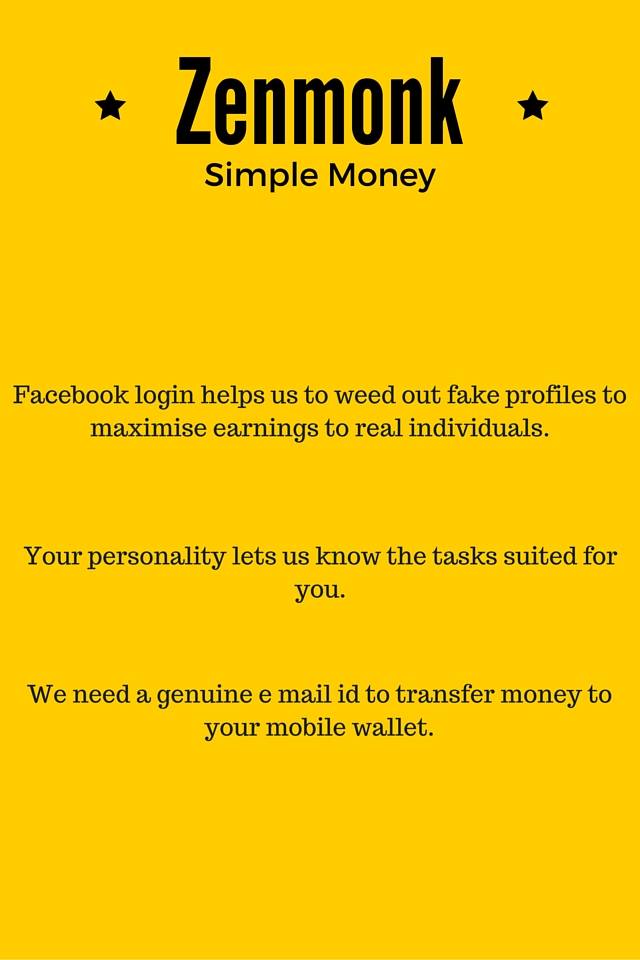 Zenmonk
Simple Money
Facebook login helps us to weed out fake profiles to
maximise earnings to real individuals.
Your personality lets us know the tasks suited for
you.
We need a genuine e mail id to transfer money to
your mobile wallet.